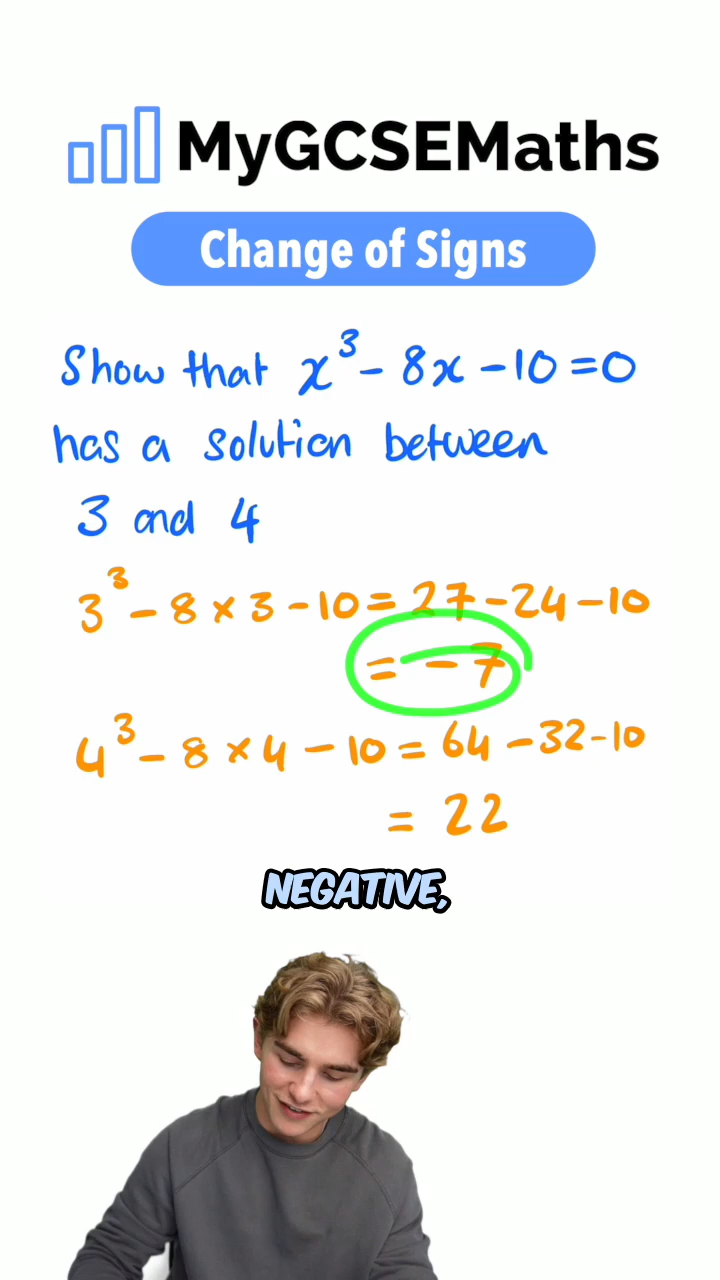 MyGCSEMaths
Change of Signs
Show that x³ - 8x - 10 = 0
has a solution between
3 and 4
3³ - 8 × 3 - 10 = 27 - 24 - 10
= - 7
4³ - 8 × 4 - 10 = 64 - 32 - 10
= 22
NEGATIVE,